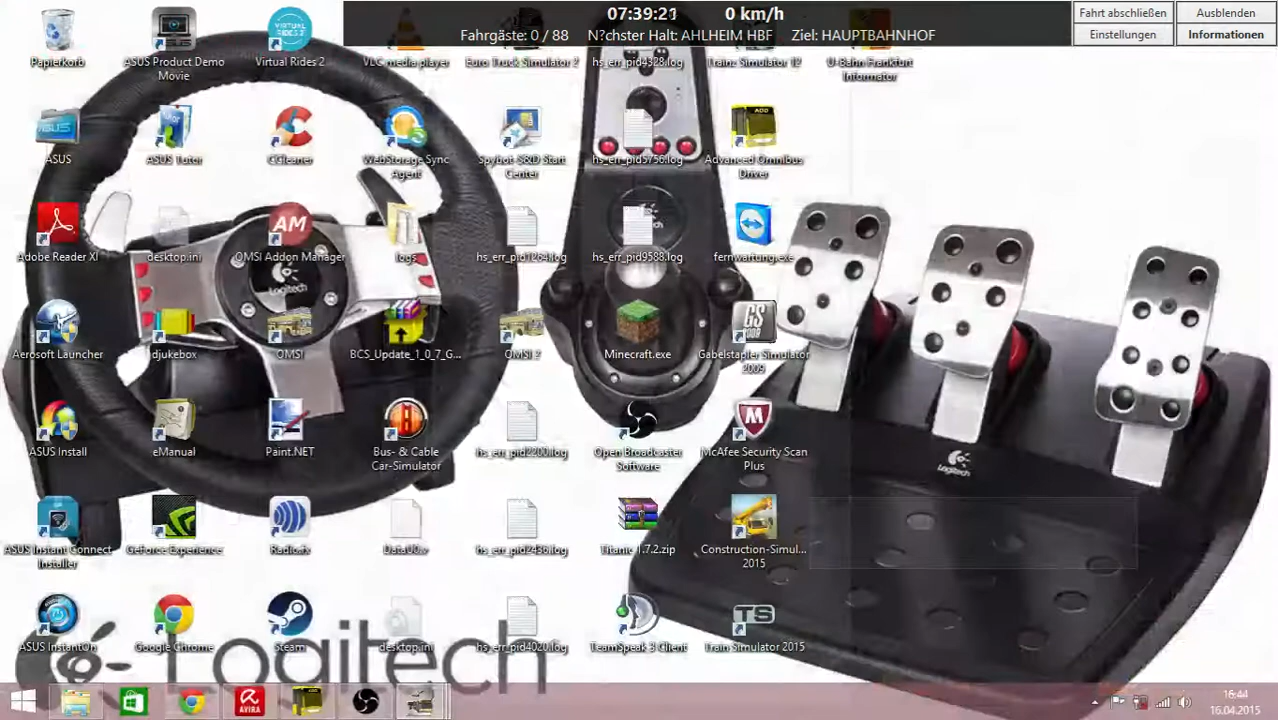 07:39:21 0 km/h
Fahrgäste: 0 / 88 N?chster Halt: AHLHEIM HBF Ziel: HAUPTBAHNHOF
Fahrt abschließen Ausblenden
Einstellungen Informationen
Papierkorb
ASUS Product Demo
Movie
Virtual Rides 2
VLC media player
Euro Truck Simulator 2
hs_err_pid4328.log
Trainz Simulator 12
U-Bahn Frankfurt
Informator
ASUS
ASUS Tutor
CCleaner
WebStorage Sync
Agent
Spybot-S&D Start
Center
hs_err_pid5756.log
ADD
Advanced Omnibus
Driver
Adobe Reader XI
desktop.ini
AM
OMSI Addon Manager
logs
hs_err_pid1264.log
hs_err_pid9588.log
fernwartung.exe
Logitech
Aerosoft Launcher
djukebox
OMSI
BCS_Update_1_0_7_G...
OMSI 2
Minecraft.exe
Gabelstapler Simulator
2009
ASUS Install
eManual
Paint.NET
Bus- & Cable
Car-Simulator
hs_err_pid2200.log
Open Broadcaster
Software
McAfee Security Scan
Plus
Logitech
ASUS Instant Connect
Installer
GeForce Experience
Radio.fx
hs_err_pid2436.log
Titanic 1.7.2.zip
Construction-Simul...
2015
ASUS InstantOn
Google Chrome
Steam
desktop.ini
hs_err_pid4020.log
TeamSpeak 3 Client
TS
Train Simulator 2015
Logitech
AVIRA
16:44
16.04.2015